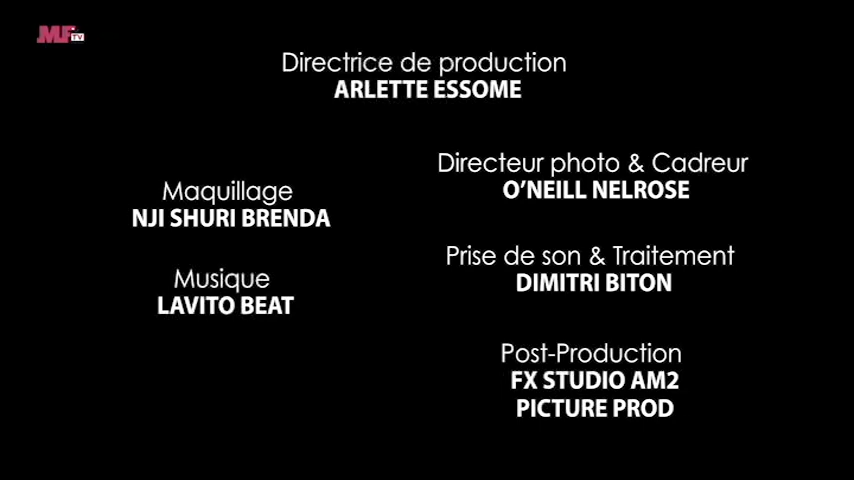 MF TV
Directrice de production
ARLETTE ESSOME
Maquillage
NJI SHURI BRENDA
Musique
LAVITO BEAT
Directeur photo & Cadreur
O’NEILL NELROSE
Prise de son & Traitement
DIMITRI BITON
Post-Production
FX STUDIO AM2
PICTURE PROD